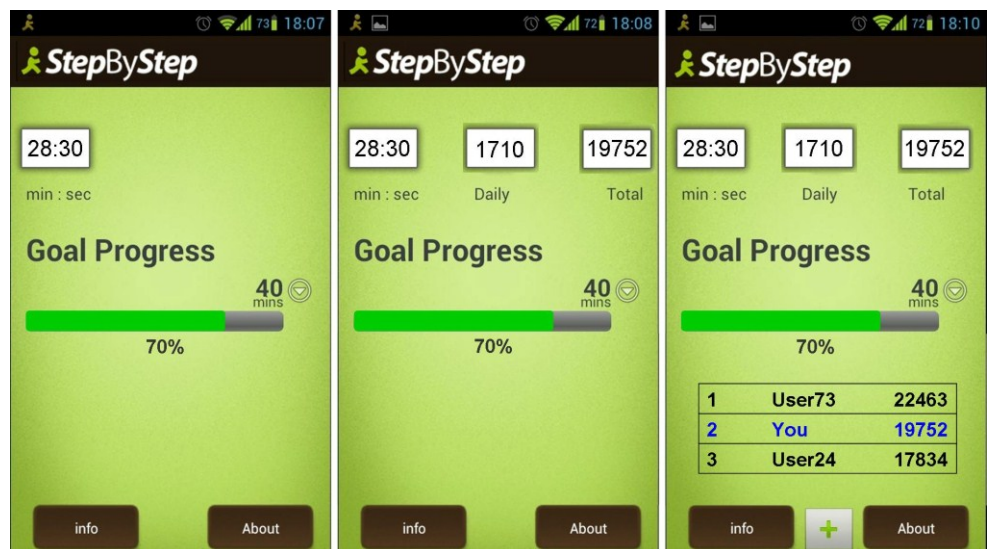 73 18:07
StepByStep
28:30
min : sec
Goal Progress
40
mins
70%
info About
72 18:08
StepByStep
28:30 1710 19752
min : sec Daily Total
Goal Progress
40
mins
70%
info About
72 18:10
StepByStep
28:30 1710 19752
min : sec Daily Total
Goal Progress
40
mins
70%
1 User73 22463
2 You 19752
3 User24 17834
info + About